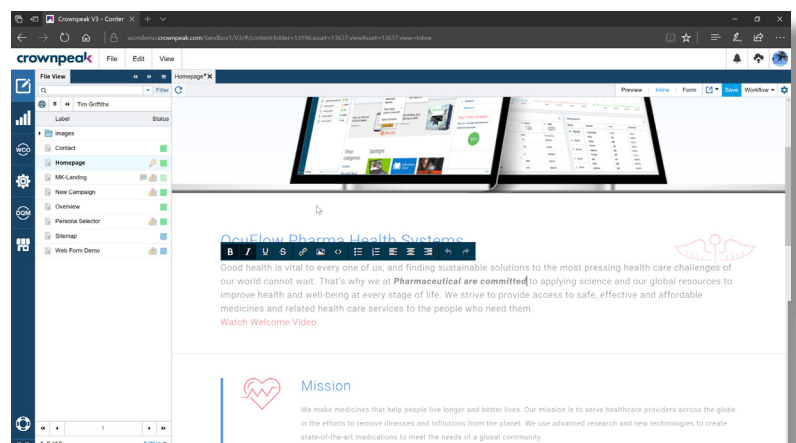 Crownpeak V3 - Conter
wcmdemo.crownpeak.com/Sandbox1/V3/#/content;folder=13196;asset=13637;viewAsset=13637;view=Inline
crownpeak File Edit View
File View
Homepage*X
Filter
Preview Inline Form Save Workflow
Tim Griffiths
Label Status
Images
Contact
Homepage
MK-Landing
New Campaign
Overview
Persona Selector
Sitemap
Web Form Demo
WCO
DQM
Shop
categories
Spotlight
OcuFlow Pharma Health Systems
B I U S
Good health is vital to every one of us, and finding sustainable solutions to the most pressing health care challenges of
our world cannot wait. That's why we at Pharmaceutical are committed to applying science and our global resources to
improve health and well-being at every stage of life. We strive to provide access to safe, effective and affordable
medicines and related health care services to the people who need them.
Watch Welcome Video
Mission
We make medicines that help people live longer and better lives. Our mission is to serve healthcare providers across the globe
in the efforts to remove illnesses and inflictions from the planet. We use advanced research and new technologies to create
state-of-the-art medications to meet the needs of a global community.
1
Active